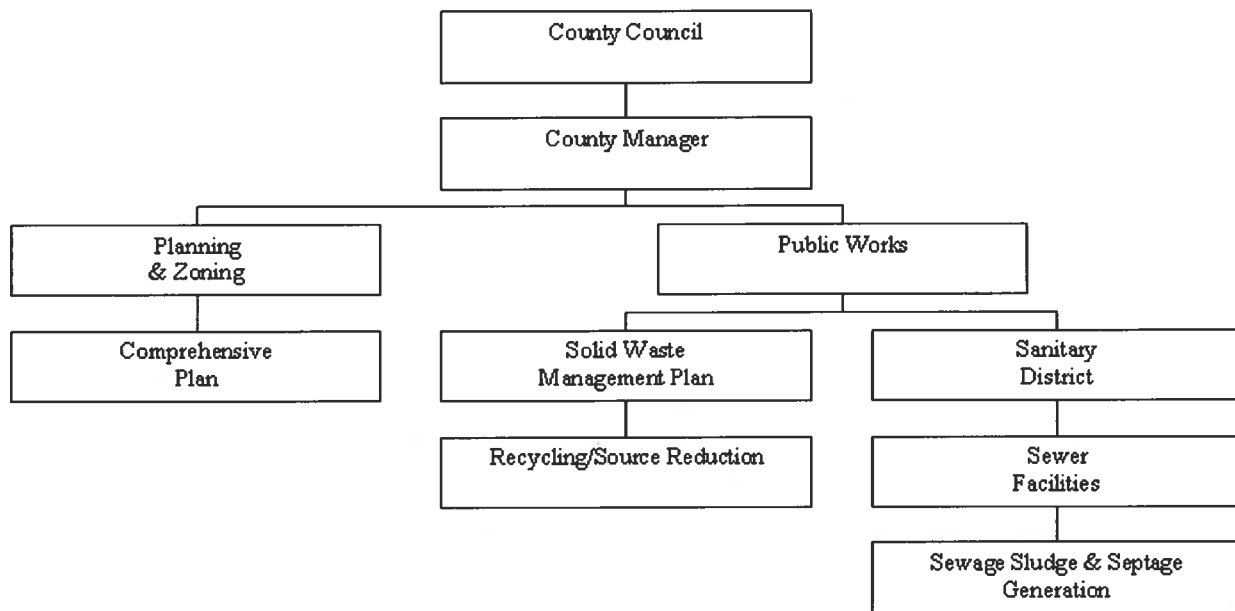 County Council
County Manager
Planning
& Zoning
Public Works
Comprehensive
Plan
Solid Waste
Management Plan
Sanitary
District
Recycling/Source Reduction
Sewer
Facilities
Sewage Sludge & Septage
Generation